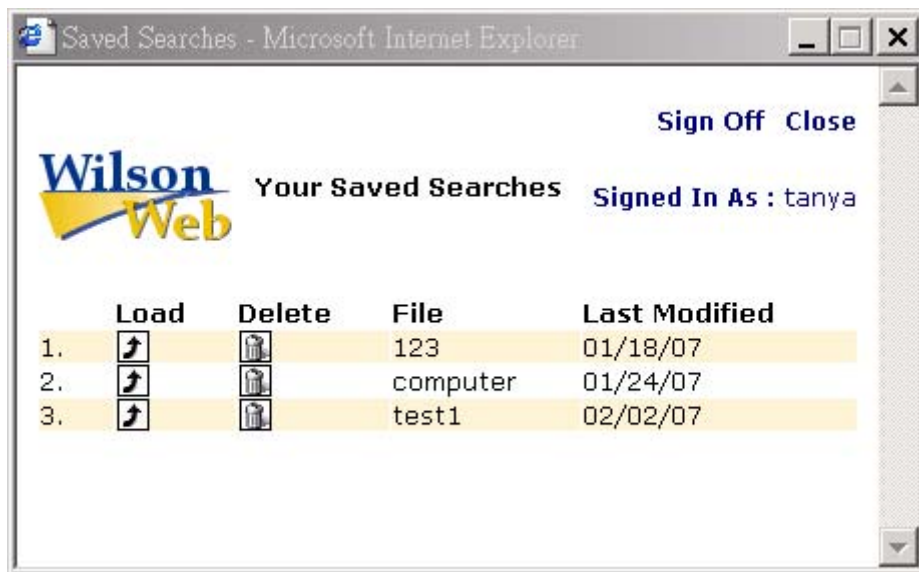 Saved Searches - Microsoft Internet Explorer
Sign Off Close
Wilson
Web
Your Saved Searches
Signed In As : tanya
Load Delete File Last Modified
1. 123 01/18/07
2. computer 01/24/07
3. test1 02/02/07